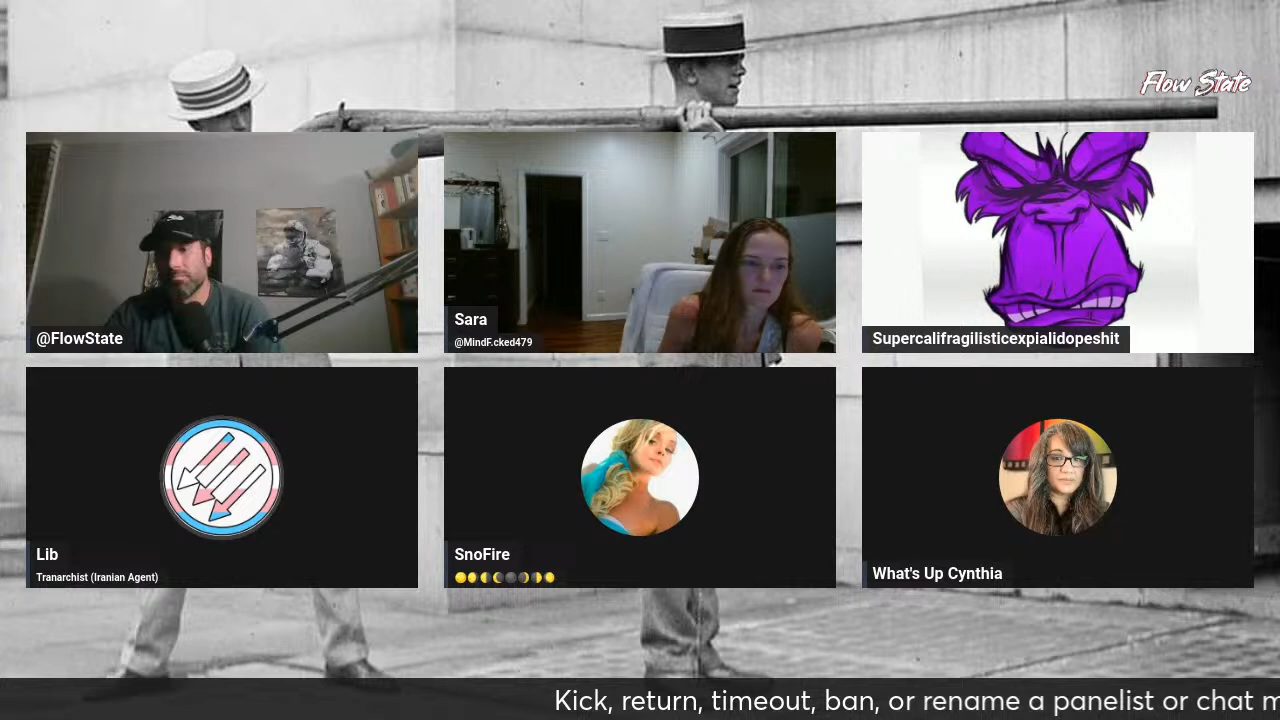 Flow State
@FlowState
Sara
@MindF.cked479
Supercalifragilisticexpialidopeshit
Lib
Tranarchist (Iranian Agent)
SnoFire
What's Up Cynthia
Kick, return, timeout, ban, or rename a panelist or chat m